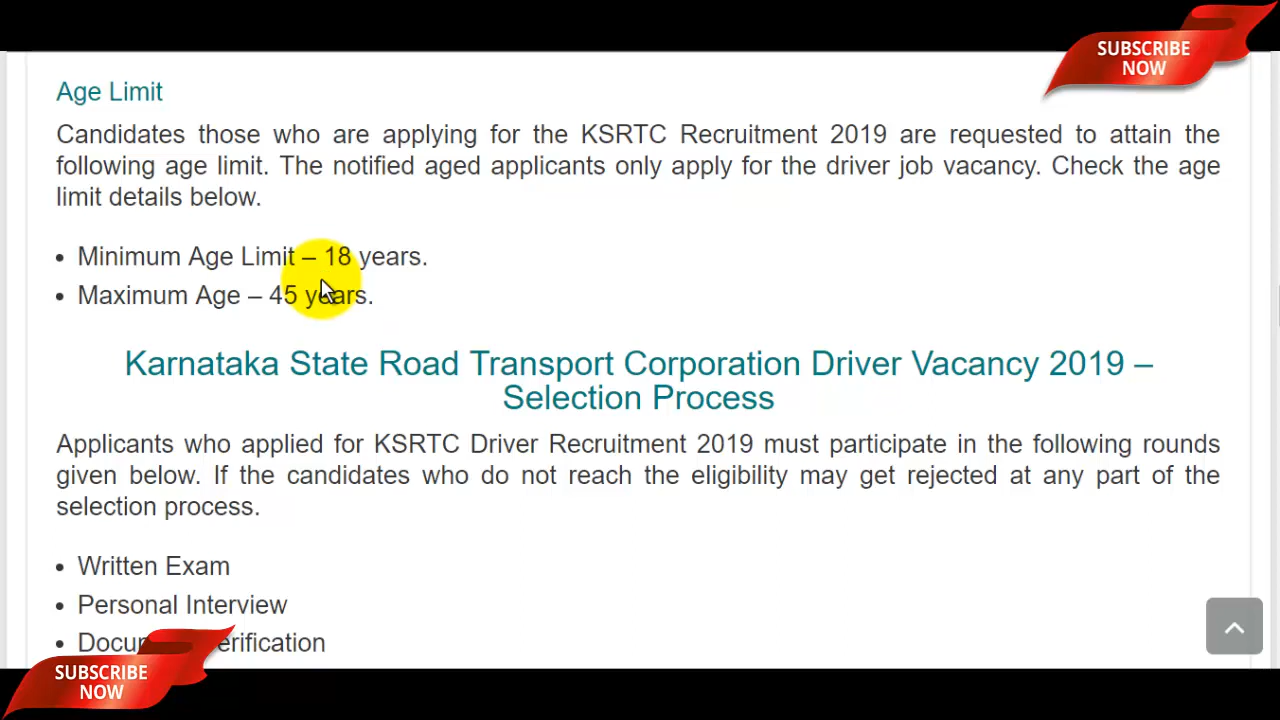 SUBSCRIBE
NOW
Age Limit
Candidates those who are applying for the KSRTC Recruitment 2019 are requested to attain the
following age limit. The notified aged applicants only apply for the driver job vacancy. Check the age
limit details below.
• Minimum Age Limit – 18 years.
• Maximum Age – 45 years.
Karnataka State Road Transport Corporation Driver Vacancy 2019 –
Selection Process
Applicants who applied for KSRTC Driver Recruitment 2019 must participate in the following rounds
given below. If the candidates who do not reach the eligibility may get rejected at any part of the
selection process.
• Written Exam
• Personal Interview
• Document Verification
SUBSCRIBE
NOW